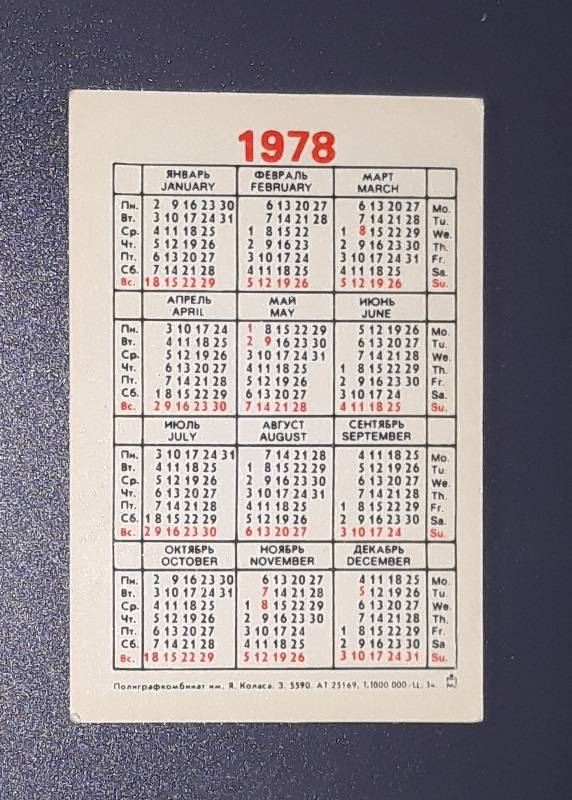 1978
ЯНВАРЬ ФЕВРАЛЬ МАРТ
JANUARY FEBRUARY MARCH
Пн. 2 9 16 23 30 6 13 20 27 6 13 20 27 Mo.
Вт. 3 10 17 24 31 7 14 21 28 7 14 21 28 Tu.
Ср. 4 11 18 25 1 8 15 22 1 8 15 22 29 We.
Чт. 5 12 19 26 2 9 16 23 2 9 16 23 30 Th.
Пт. 6 13 20 27 3 10 17 24 3 10 17 24 31 Fr.
Сб. 7 14 21 28 4 11 18 25 4 11 18 25 Sa.
Вс. 1 8 15 22 29 5 12 19 26 5 12 19 26 Su.
АПРЕЛЬ МАЙ ИЮНЬ
APRIL MAY JUNE
Пн. 3 10 17 24 1 8 15 22 29 5 12 19 26 Mo.
Вт. 4 11 18 25 2 9 16 23 30 6 13 20 27 Tu.
Ср. 5 12 19 26 3 10 17 24 31 7 14 21 28 We.
Чт. 6 13 20 27 4 11 18 25 1 8 15 22 29 Th.
Пт. 7 14 21 28 5 12 19 26 2 9 16 23 30 Fr.
Сб. 1 8 15 22 29 6 13 20 27 3 10 17 24 Sa.
Вс. 2 9 16 23 30 7 14 21 28 4 11 18 25 Su.
ИЮЛЬ АВГУСТ СЕНТЯБРЬ
JULY AUGUST SEPTEMBER
Пн. 3 10 17 24 31 7 14 21 28 4 11 18 25 Mo.
Вт. 4 11 18 25 1 8 15 22 29 5 12 19 26 Tu.
Ср. 5 12 19 26 2 9 16 23 30 6 13 20 27 We.
Чт. 6 13 20 27 3 10 17 24 31 7 14 21 28 Th.
Пт. 7 14 21 28 4 11 18 25 1 8 15 22 29 Fr.
Сб. 1 8 15 22 29 5 12 19 26 2 9 16 23 30 Sa.
Вс. 2 9 16 23 30 6 13 20 27 3 10 17 24 Su.
ОКТЯБРЬ НОЯБРЬ ДЕКАБРЬ
OCTOBER NOVEMBER DECEMBER
Пн. 2 9 16 23 30 6 13 20 27 4 11 18 25 Mo.
Вт. 3 10 17 24 31 7 14 21 28 5 12 19 26 Tu.
Ср. 4 11 18 25 1 8 15 22 29 6 13 20 27 We.
Чт. 5 12 19 26 2 9 16 23 30 7 14 21 28 Th.
Пт. 6 13 20 27 3 10 17 24 1 8 15 22 29 Fr.
Сб. 7 14 21 28 4 11 18 25 2 9 16 23 30 Sa
Вс. 1 8 15 22 29 5 12 19 26 3 10 17 24 31 Su.
Полиграфкомбинат им. Я. Коласа. З. 5590. АТ 25169. Т.1000 000 Ц. 1к.